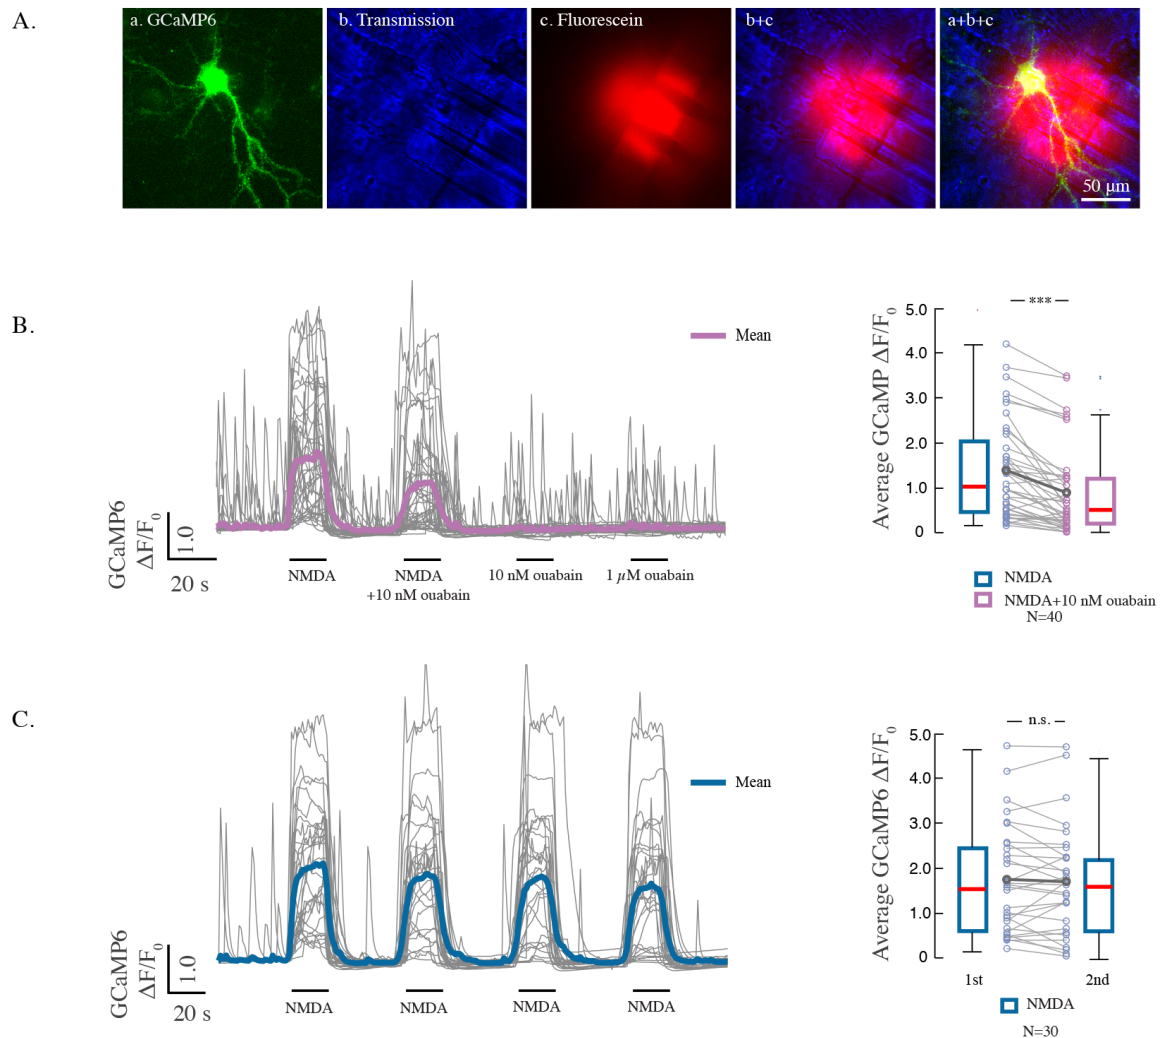 A.
a. GCaMP6
b. Transmission
c. Fluorescein
b+c
a+b+c
50 µm
B.
Mean
GCaMP6
ΔF/F0
1.0
20 s
NMDA
NMDA
+10 nM ouabain
10 nM ouabain
1 µM ouabain
***
Average GCaMP ΔF/F0
5.0
4.0
3.0
2.0
1.0
0
NMDA
NMDA+10 nM ouabain
N=40
C.
Mean
GCaMP6
ΔF/F0
1.0
20 s
NMDA
NMDA
NMDA
NMDA
n.s.
Average GCaMP6 ΔF/F0
5.0
4.0
3.0
2.0
1.0
0
1st
2nd
NMDA
N=30